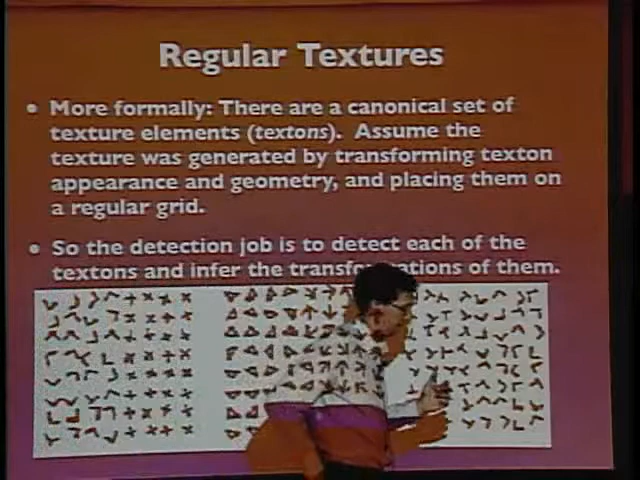 Regular Textures
• More formally: There are a canonical set of
texture elements (textons). Assume the
texture was generated by transforming texton
appearance and geometry, and placing them on
a regular grid.
• So the detection job is to detect each of the
textons and infer the transformations of them.